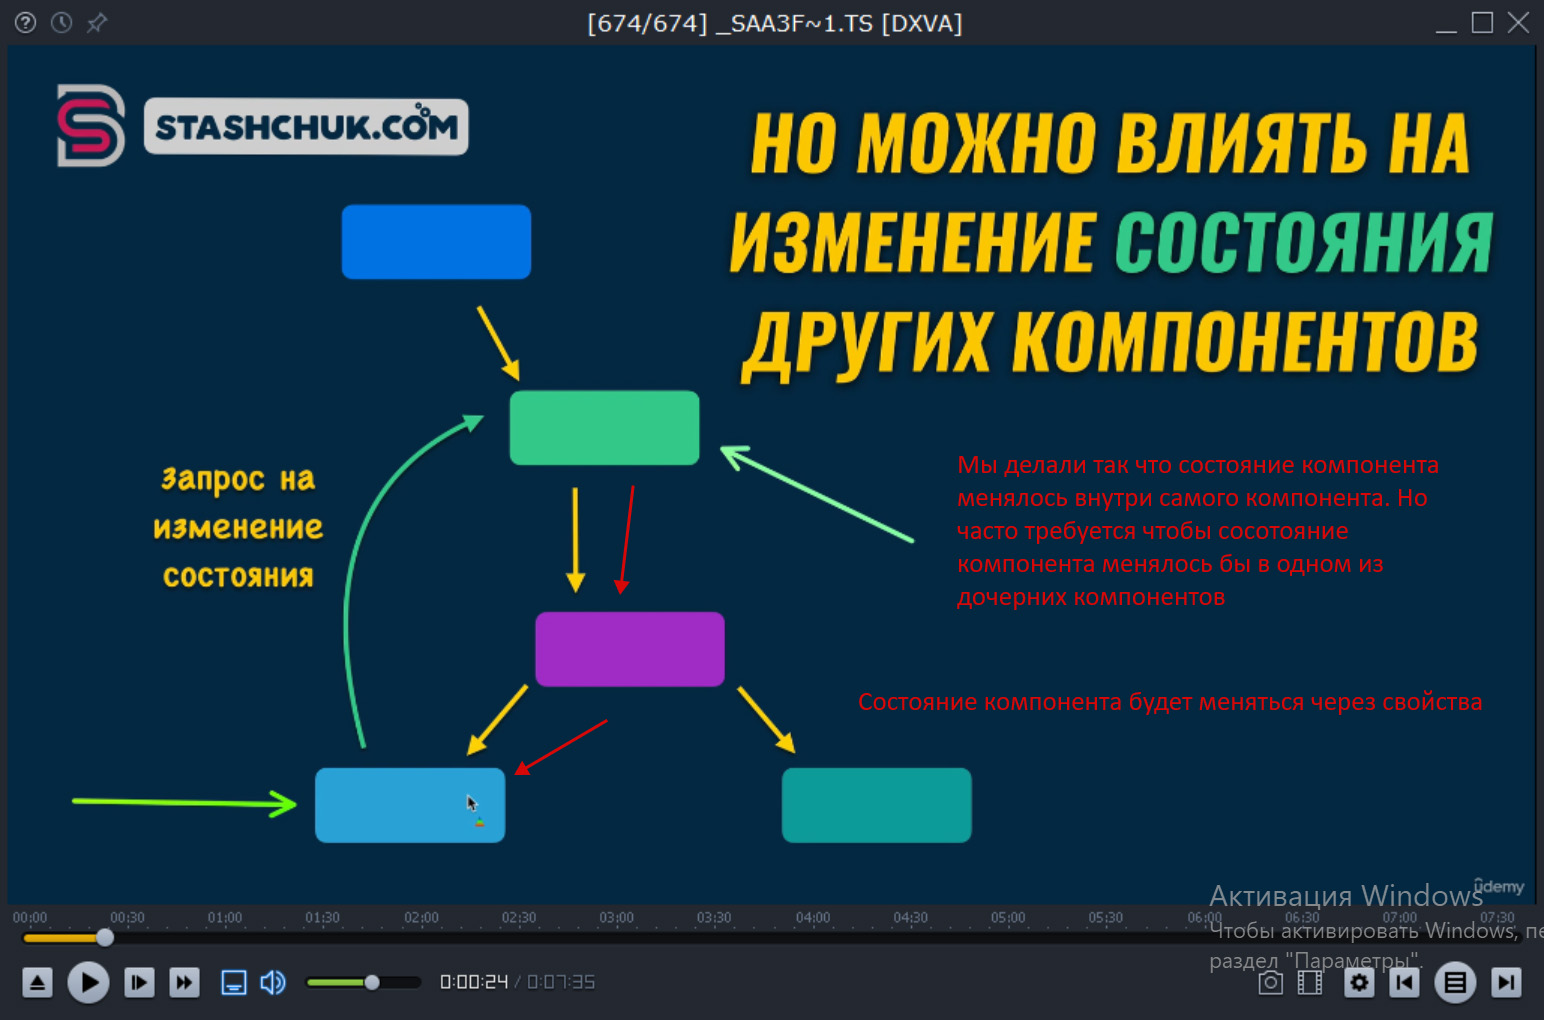 [674/674] _SAA3F~1.TS [DXVA]
STASHCHUK.COM
НО МОЖНО ВЛИЯТЬ НА
ИЗМЕНЕНИЕ СОСТОЯНИЯ
ДРУГИХ КОМПОНЕНТОВ
Запрос на
изменение
состояния
Мы делали так что состояние компонента
менялось внутри самого компонента. Но
часто требуется чтобы сосотояние
компонента менялось бы в одном из
дочерних компонентов
Состояние компонента будет меняться через свойства
ûdemy
Активация Windows
Чтобы активировать Windows, пе
раздел "Параметры".
00:00 00:30 01:00 01:30 02:00 02:30 03:00 03:30 04:00 04:30 05:00 05:30 06:00 06:30 07:00 07:30
0:00:24 / 0:07:35